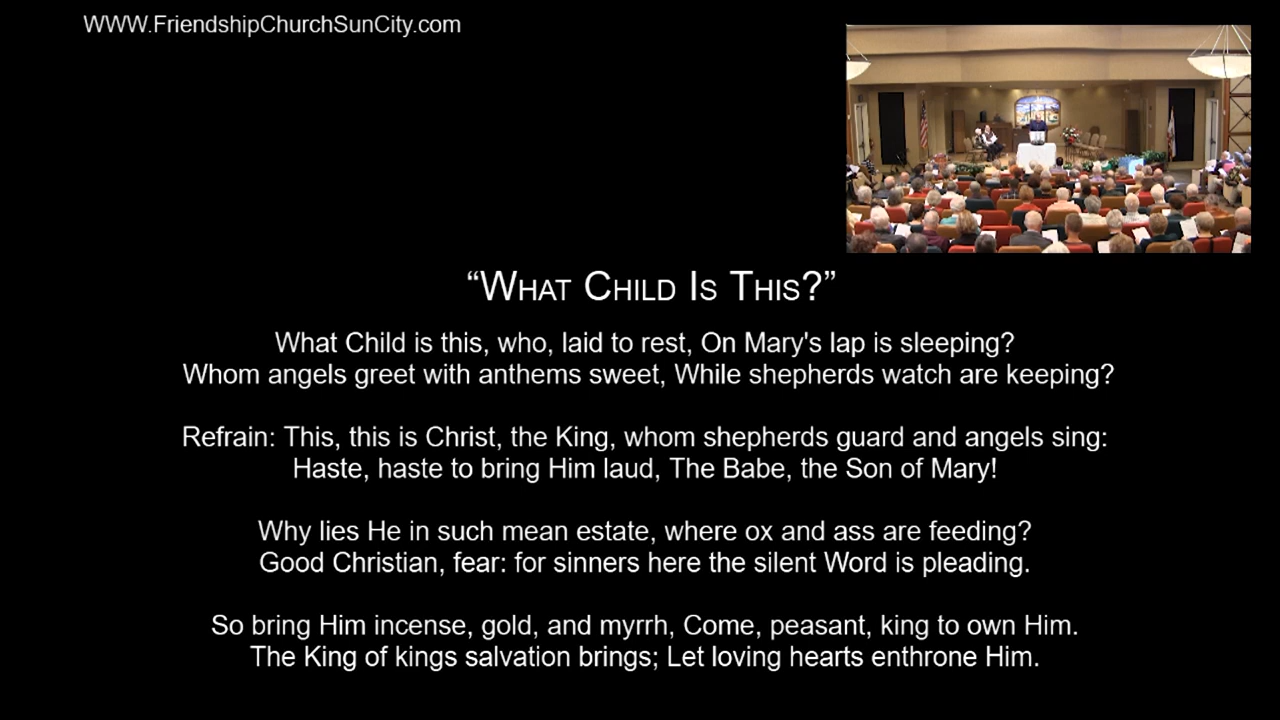 WWW.FriendshipChurchSunCity.com
“WHAT CHILD IS THIS?”
What Child is this, who, laid to rest, On Mary's lap is sleeping?
Whom angels greet with anthems sweet, While shepherds watch are keeping?
Refrain: This, this is Christ, the King, whom shepherds guard and angels sing:
Haste, haste to bring Him laud, The Babe, the Son of Mary!
Why lies He in such mean estate, where ox and ass are feeding?
Good Christian, fear: for sinners here the silent Word is pleading.
So bring Him incense, gold, and myrrh, Come, peasant, king to own Him.
The King of kings salvation brings; Let loving hearts enthrone Him.